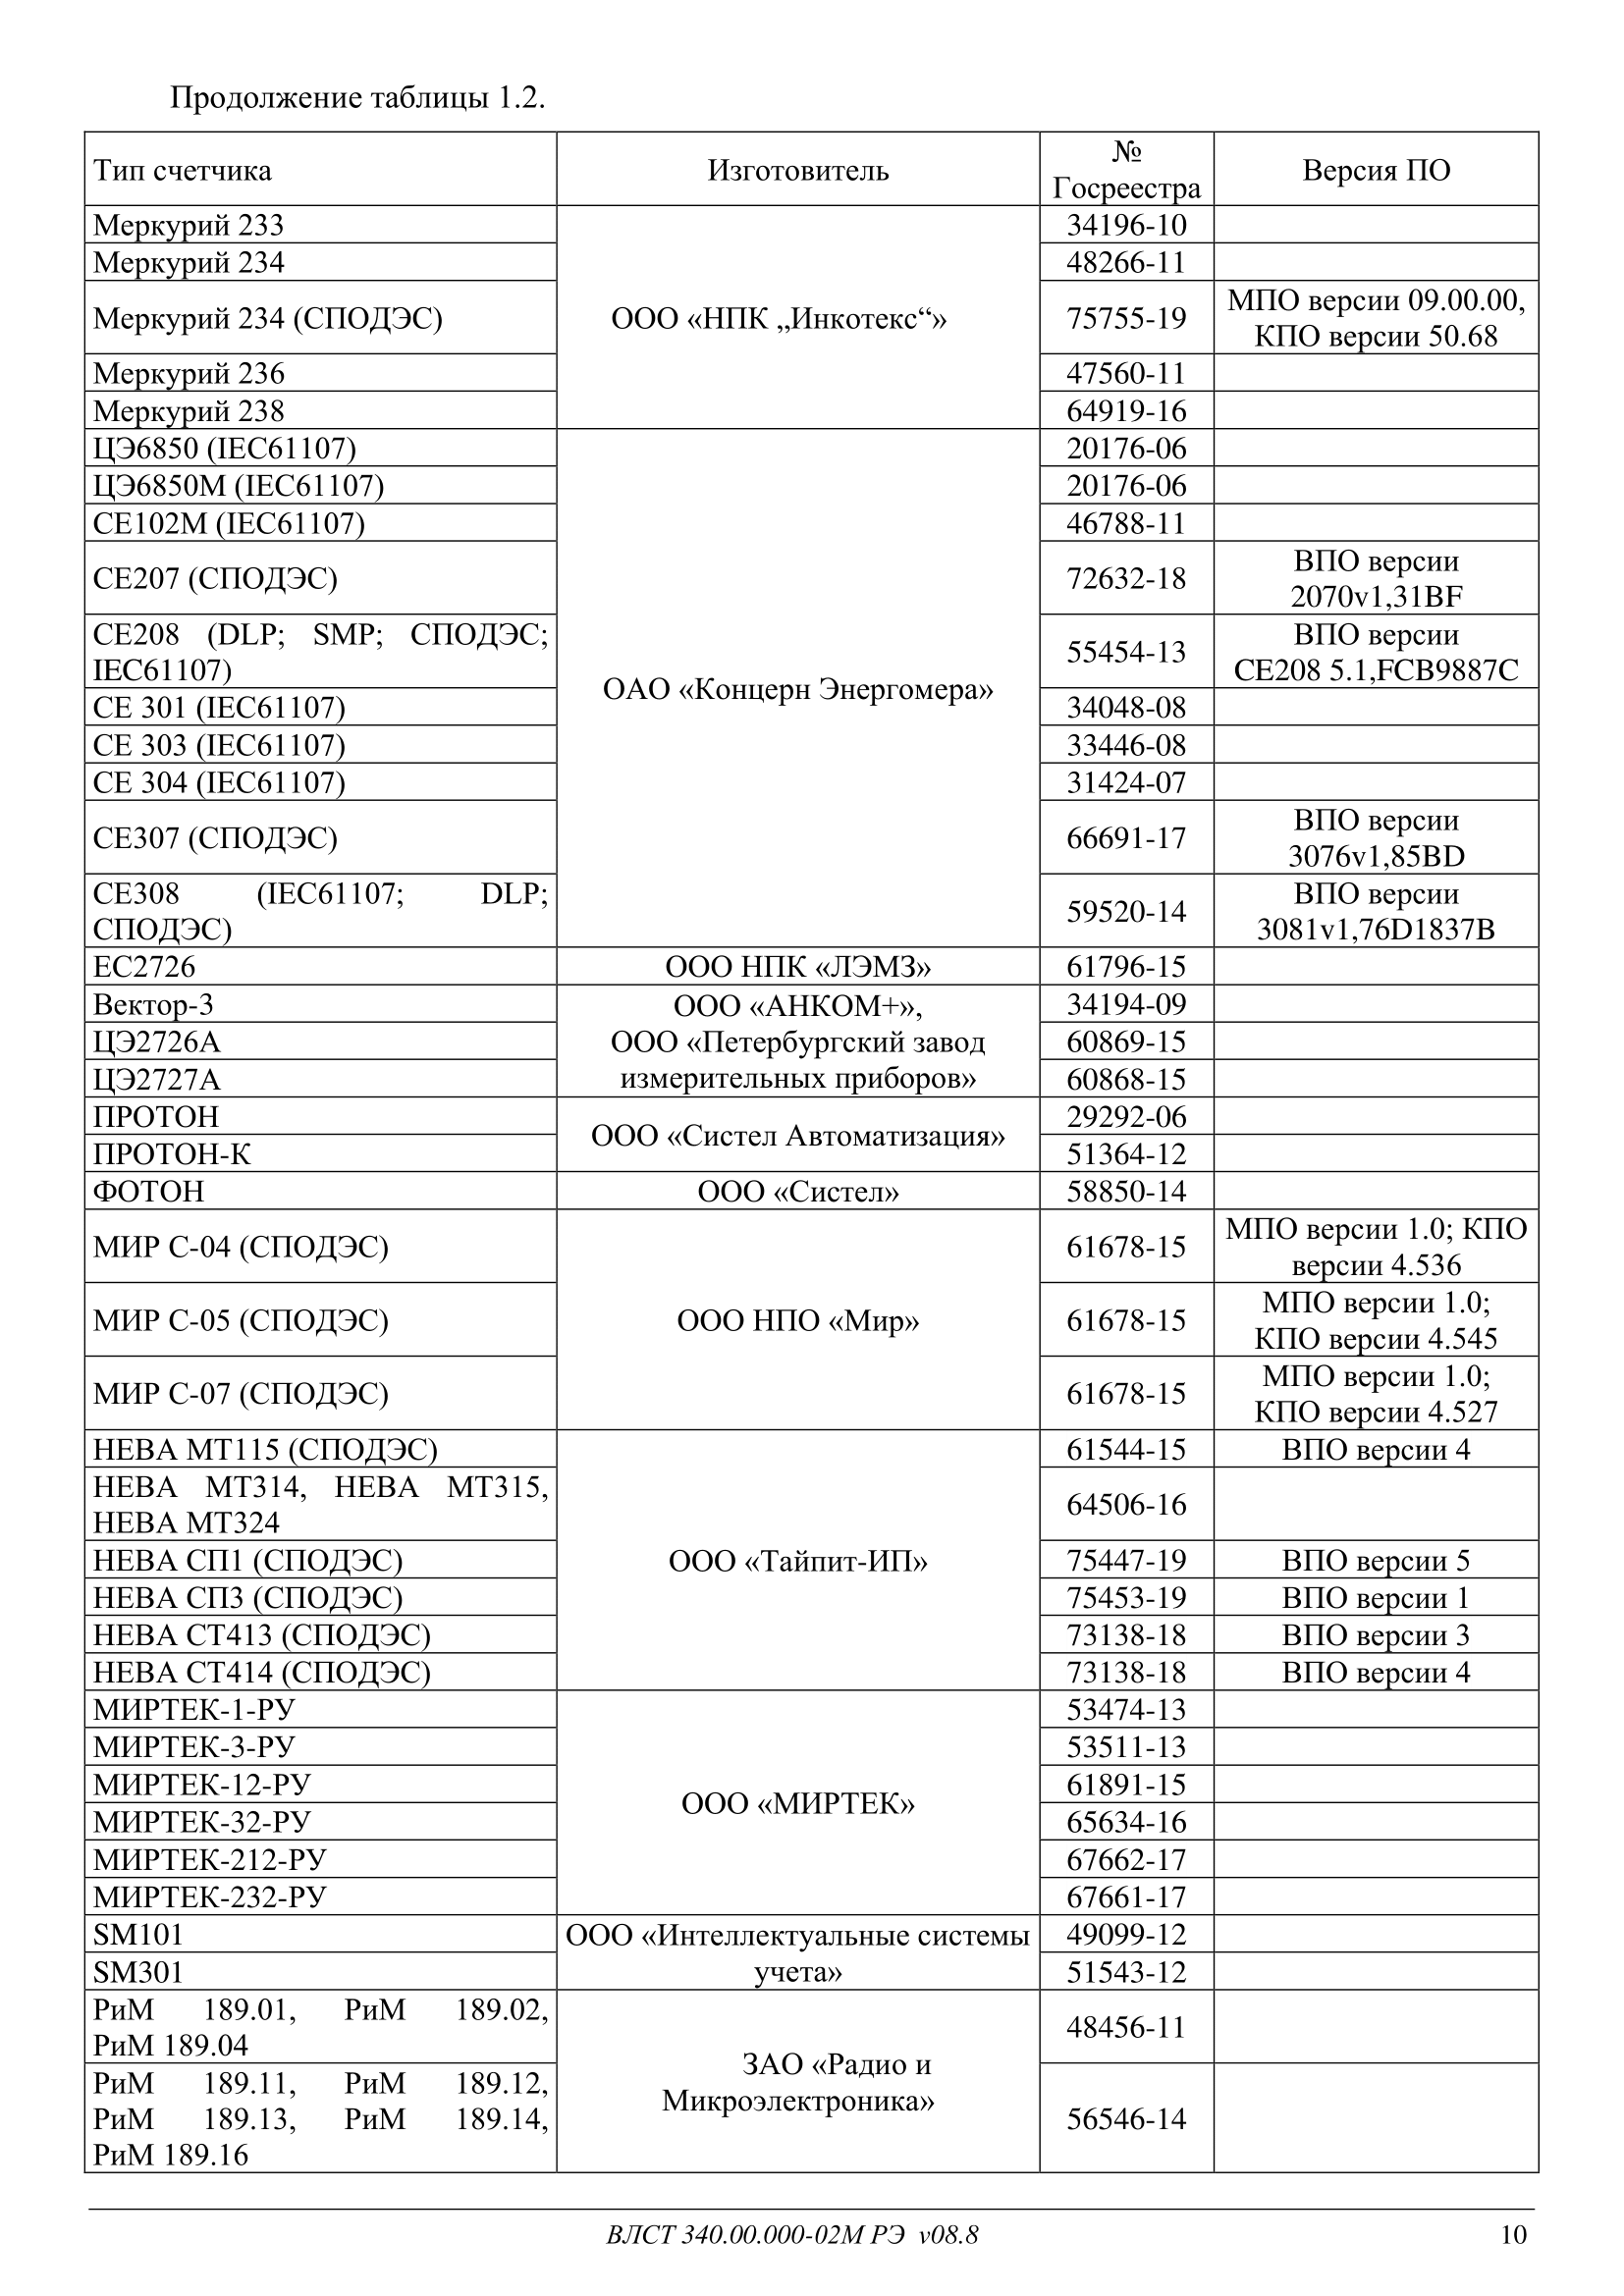 Продолжение таблицы 1.2.
Тип счетчика Изготовитель № Госреестра Версия ПО
Меркурий 233 ООО «НПК „Инкотекс“» 34196-10
Меркурий 234 48266-11
Меркурий 234 (СПОДЭС) 75755-19 МПО версии 09.00.00,
КПО версии 50.68
Меркурий 236 47560-11
Меркурий 238 64919-16
ЦЭ6850 (IEC61107) ОАО «Концерн Энергомера» 20176-06
ЦЭ6850М (IEC61107) 20176-06
СЕ102М (IEC61107) 46788-11
СЕ207 (СПОДЭС) 72632-18 ВПО версии
2070v1,31BF
СЕ208 (DLP; SMP; СПОДЭС;
IEC61107) 55454-13 ВПО версии
CE208 5.1,FCB9887C
СЕ 301 (IEC61107) 34048-08
СЕ 303 (IEC61107) 33446-08
СЕ 304 (IEC61107) 31424-07
СЕ307 (СПОДЭС) 66691-17 ВПО версии
3076v1,85BD
СЕ308 (IEC61107; DLP;
СПОДЭС) 59520-14 ВПО версии
3081v1,76D1837B
ЕС2726 ООО НПК «ЛЭМЗ» 61796-15
Вектор-3 ООО «АНКОМ+», 34194-09
ЦЭ2726А ООО «Петербургский завод 60869-15
ЦЭ2727А измерительных приборов» 60868-15
ПРОТОН ООО «Систел Автоматизация» 29292-06
ПРОТОН-К 51364-12
ФОТОН ООО «Систел» 58850-14
МИР С-04 (СПОДЭС) ООО НПО «Мир» 61678-15 МПО версии 1.0; КПО
версии 4.536
МИР С-05 (СПОДЭС) 61678-15 МПО версии 1.0;
КПО версии 4.545
МИР С-07 (СПОДЭС) 61678-15 МПО версии 1.0;
КПО версии 4.527
НЕВА МТ115 (СПОДЭС) ООО «Тайпит-ИП» 61544-15 ВПО версии 4
НЕВА МТ314, НЕВА МТ315,
НЕВА МТ324 64506-16
НЕВА СП1 (СПОДЭС) 75447-19 ВПО версии 5
НЕВА СП3 (СПОДЭС) 75453-19 ВПО версии 1
НЕВА СТ413 (СПОДЭС) 73138-18 ВПО версии 3
НЕВА СТ414 (СПОДЭС) 73138-18 ВПО версии 4
МИРТЕК-1-РУ ООО «МИРТЕК» 53474-13
МИРТЕК-3-РУ 53511-13
МИРТЕК-12-РУ 61891-15
МИРТЕК-32-РУ 65634-16
МИРТЕК-212-РУ 67662-17
МИРТЕК-232-РУ 67661-17
SM101 ООО «Интеллектуальные системы 49099-12
SM301 учета» 51543-12
РиМ 189.01, РиМ 189.02,
РиМ 189.04 ЗАО «Радио и
Микроэлектроника» 48456-11
РиМ 189.11, РиМ 189.12,
РиМ 189.13, РиМ 189.14,
РиМ 189.16 56546-14
ВЛСТ 340.00.000-02М РЭ v08.8 10